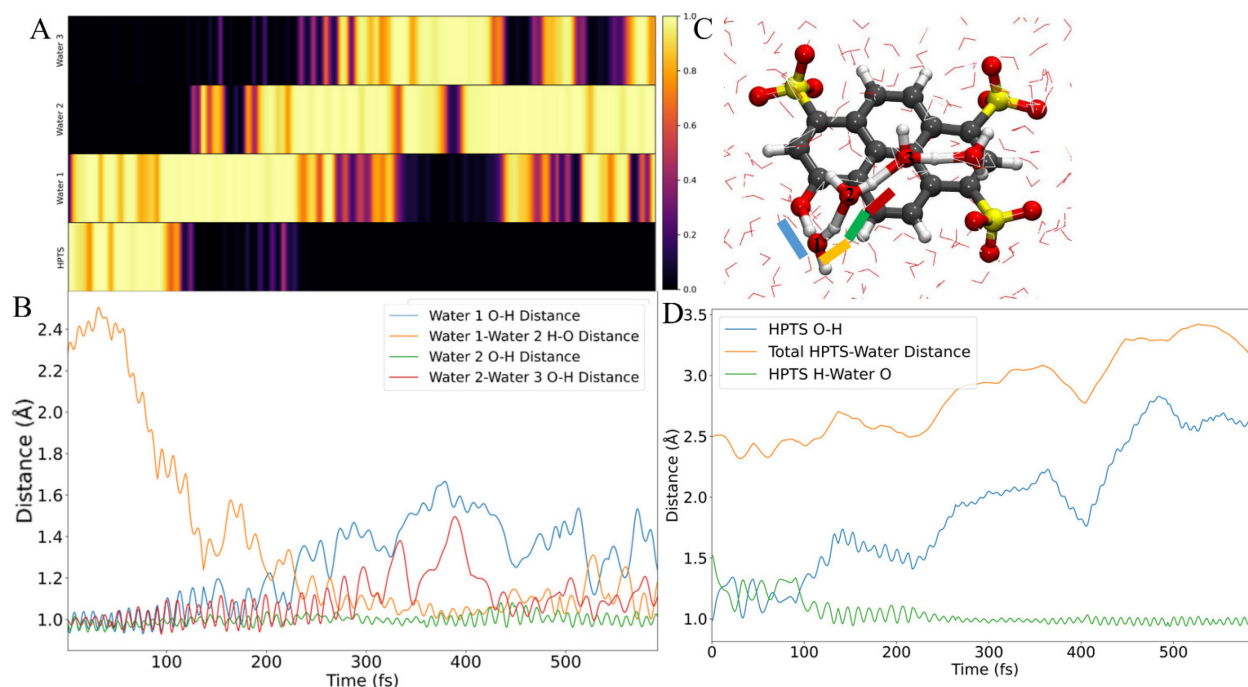 A
Water 3
Water 2
Water 1
HPTS
1.0
0.8
0.6
0.4
0.2
0.0
C
3
2
1
B
Water 1 O-H Distance
Water 1-Water 2 H-O Distance
Water 2 O-H Distance
Water 2-Water 3 O-H Distance
Distance (Å)
2.4
2.2
2.0
1.8
1.6
1.4
1.2
1.0
100
200
300
400
500
Time (fs)
D
HPTS O-H
Total HPTS-Water Distance
HPTS H-Water O
Distance (Å)
3.5
3.0
2.5
2.0
1.5
1.0
0
100
200
300
400
500
Time (fs)